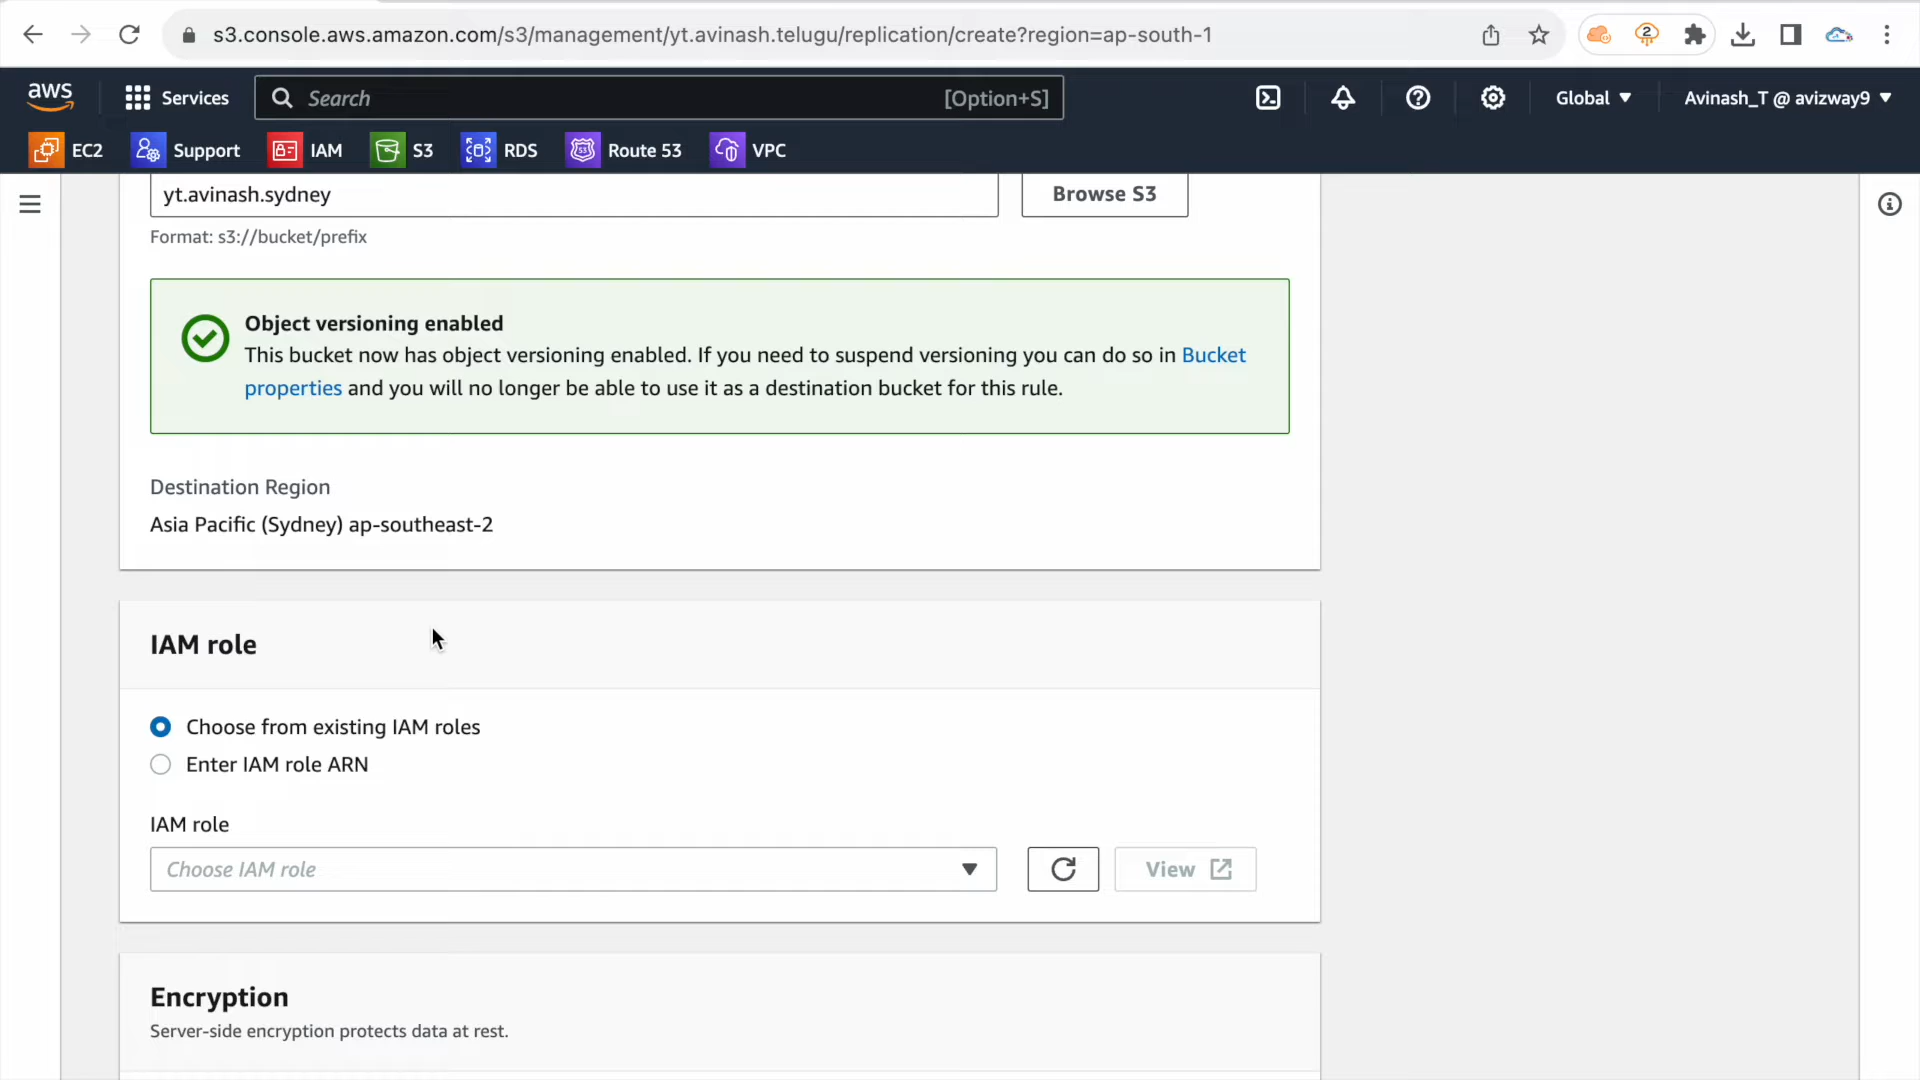 s3.console.aws.amazon.com/s3/management/yt.avinash.telugu/replication/create?region=ap-south-1
2
aws
Services
Search
[Option+S]
Global
Avinash_T @ avizway9
EC2
Support
IAM
S3
RDS
Route 53
VPC
yt.avinash.sydney
Browse S3
Format: s3://bucket/prefix
Object versioning enabled
This bucket now has object versioning enabled. If you need to suspend versioning you can do so in Bucket
properties and you will no longer be able to use it as a destination bucket for this rule.
Destination Region
Asia Pacific (Sydney) ap-southeast-2
IAM role
Choose from existing IAM roles
Enter IAM role ARN
IAM role
Choose IAM role
View
Encryption
Server-side encryption protects data at rest.